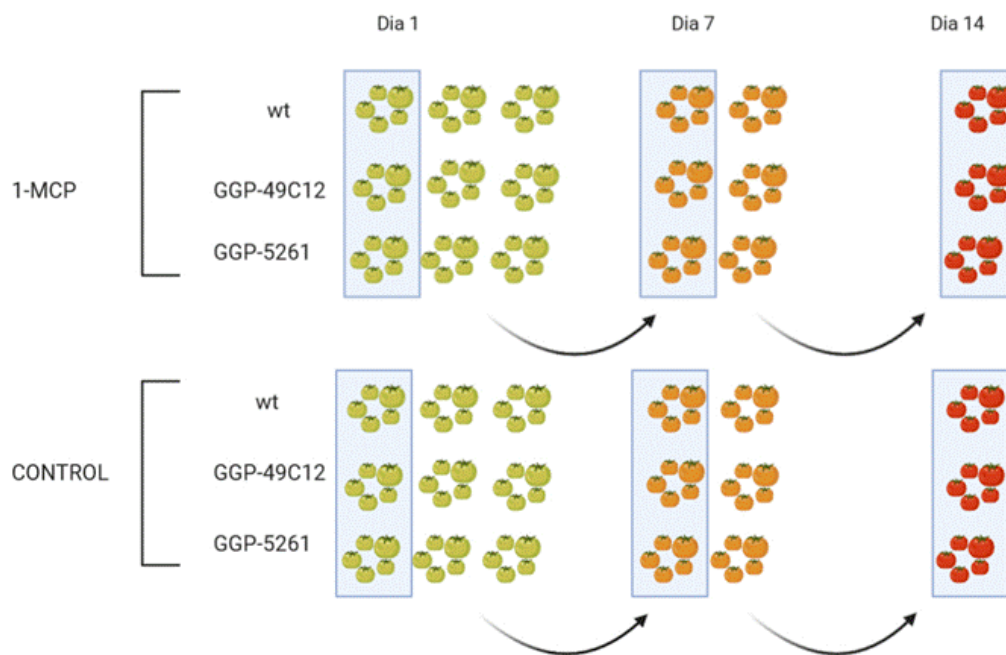 Dia 1 Dia 7 Dia 14
wt
1-MCP GGP-49C12
GGP-5261
wt
CONTROL GGP-49C12
GGP-5261